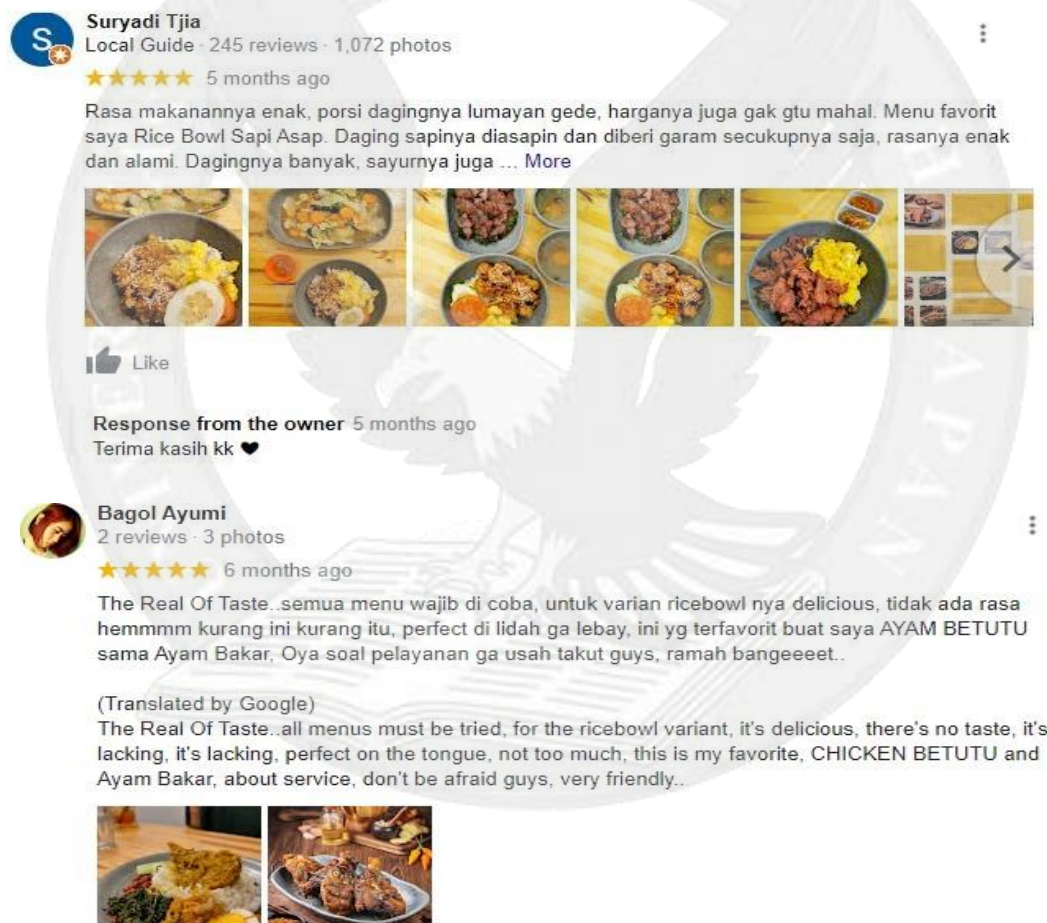 Suryadi Tjia
Local Guide · 245 reviews · 1,072 photos
5 months ago
Rasa makanannya enak, porsi dagingnya lumayan gede, harganya juga gak gtu mahal. Menu favorit
saya Rice Bowl Sapi Asap. Daging sapinya diasapin dan diberi garam secukupnya saja, rasanya enak
dan alami. Dagingnya banyak, sayurnya juga ... More
Like
Response from the owner 5 months ago
Terima kasih kk ♥
Bagol Ayumi
2 reviews · 3 photos
6 months ago
The Real Of Taste..semua menu wajib di coba, untuk varian ricebowl nya delicious, tidak ada rasa
hemmmm kurang ini kurang itu, perfect di lidah ga lebay, ini yg terfavorit buat saya AYAM BETUTU
sama Ayam Bakar, Oya soal pelayanan ga usah takut guys, ramah bangeeeet..
(Translated by Google)
The Real Of Taste..all menus must be tried, for the ricebowl variant, it's delicious, there's no taste, it's
lacking, it's lacking, perfect on the tongue, not too much, this is my favorite, CHICKEN BETUTU and
Ayam Bakar, about service, don't be afraid guys, very friendly..